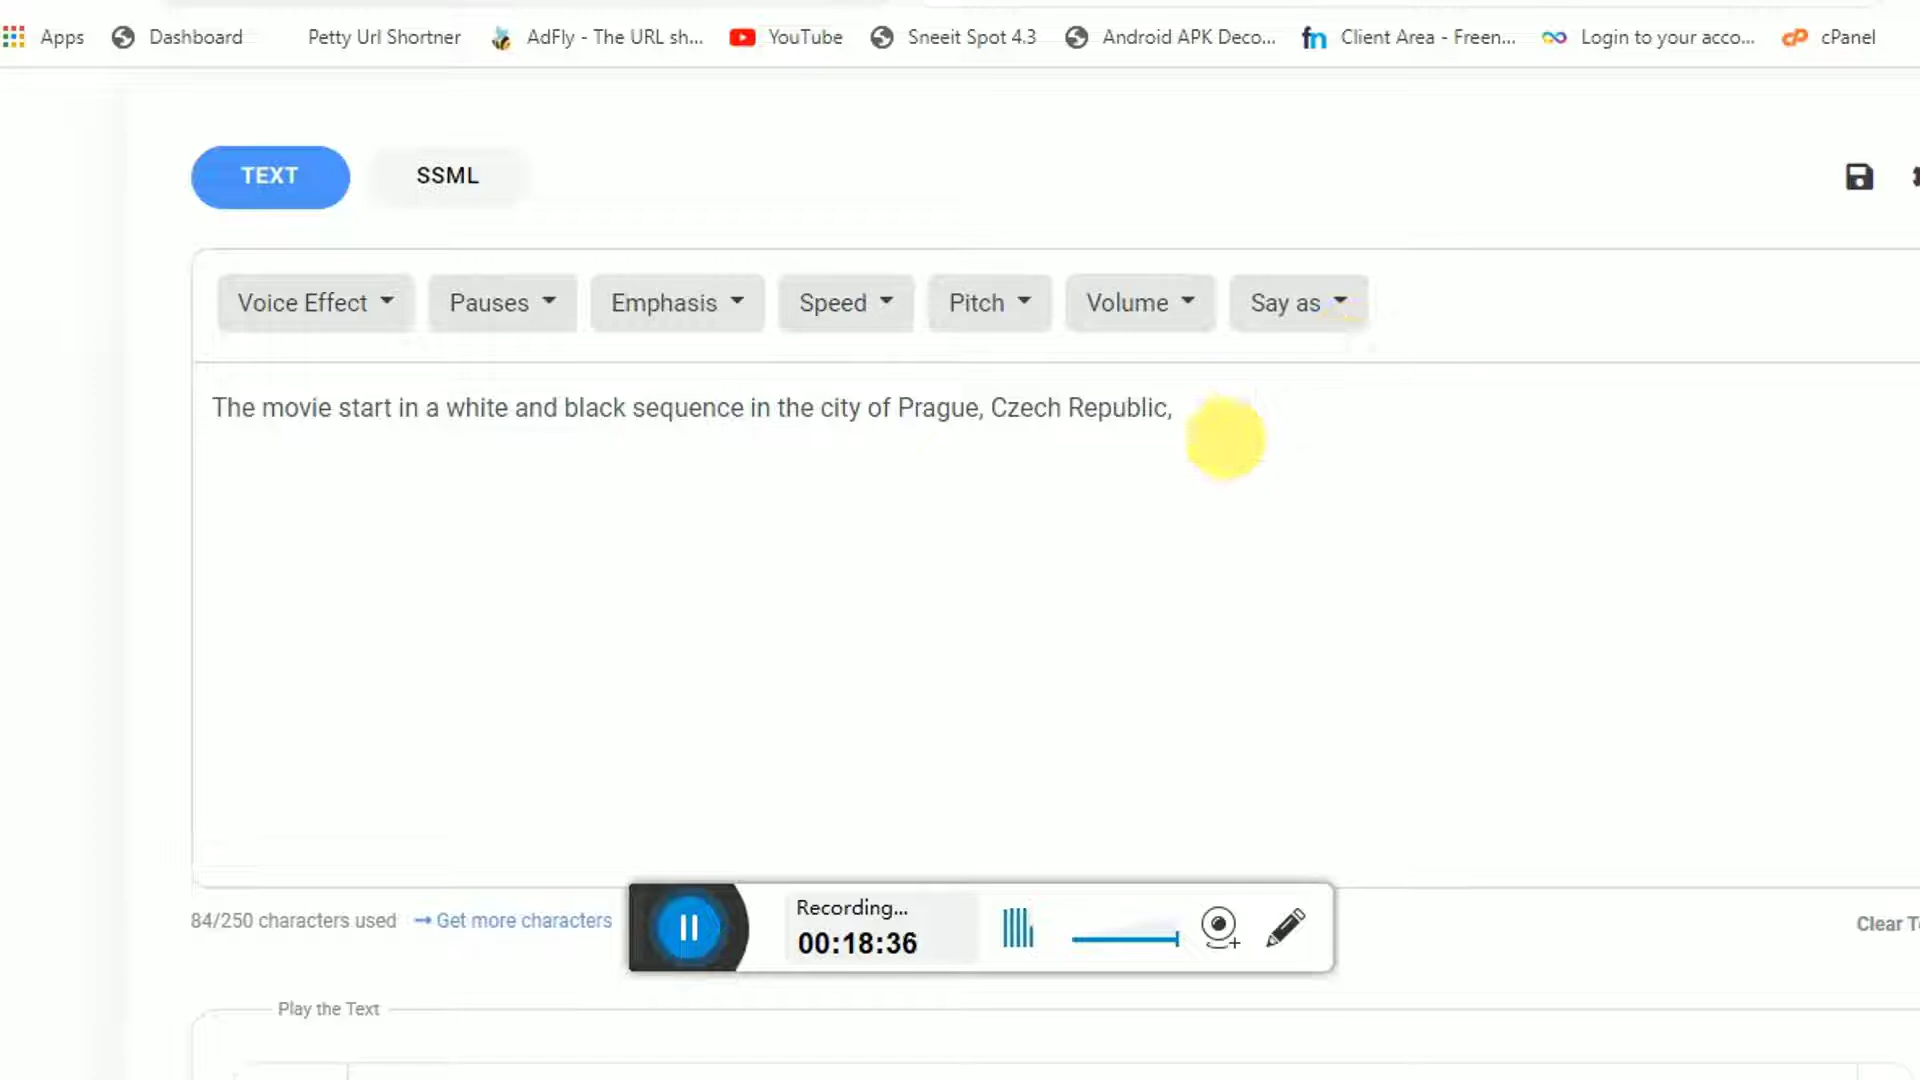 Apps Dashboard Petty Url Shortner AdFly - The URL sh... YouTube Sneeit Spot 4.3 Android APK Deco... Client Area - Freen... Login to your acco... cPanel
TEXT SSML
Voice Effect Pauses Emphasis Speed Pitch Volume Say as
The movie start in a white and black sequence in the city of Prague, Czech Republic,
84/250 characters used → Get more characters
Recording...
00:18:36
Clear
Play the Text